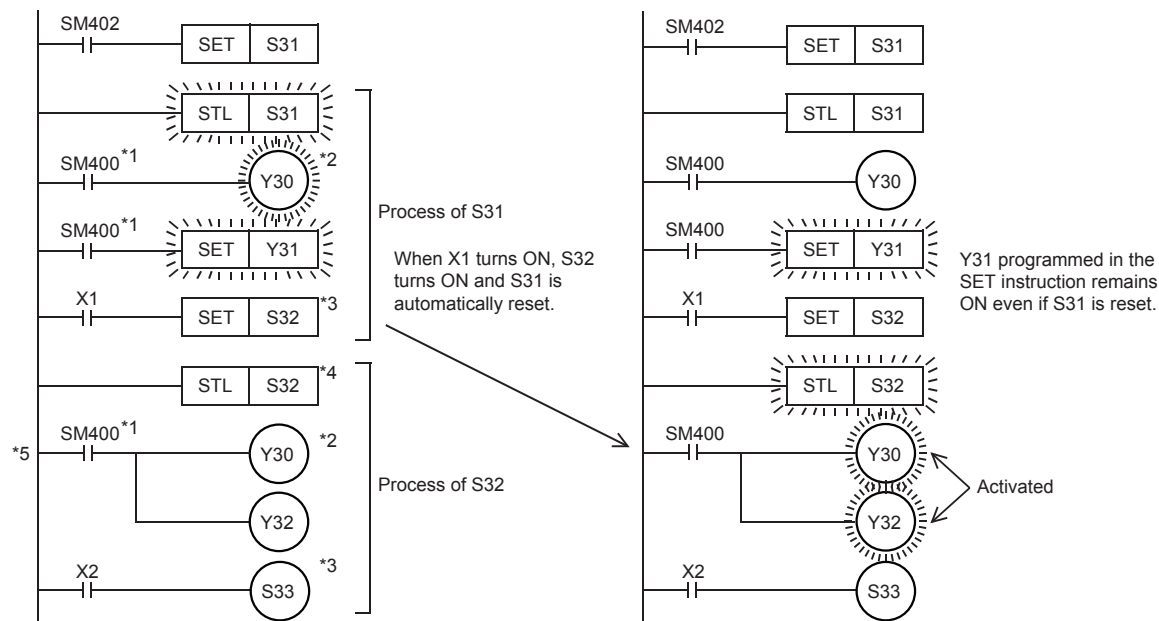 SM402
SET S31
STL S31
SM400*1
Y30 *2
SM400*1
SET Y31
X1
SET S32 *3
Process of S31
When X1 turns ON, S32
turns ON and S31 is
automatically reset.
STL S32 *4
*5
SM400*1
Y30 *2
Y32
X2
S33 *3
Process of S32
SM402
SET S31
STL S31
SM400
Y30
SM400
SET Y31
Y31 programmed in the
SET instruction remains
ON even if S31 is reset.
X1
SET S32
STL S32
SM400
Y30
Y32
Activated
X2
S33